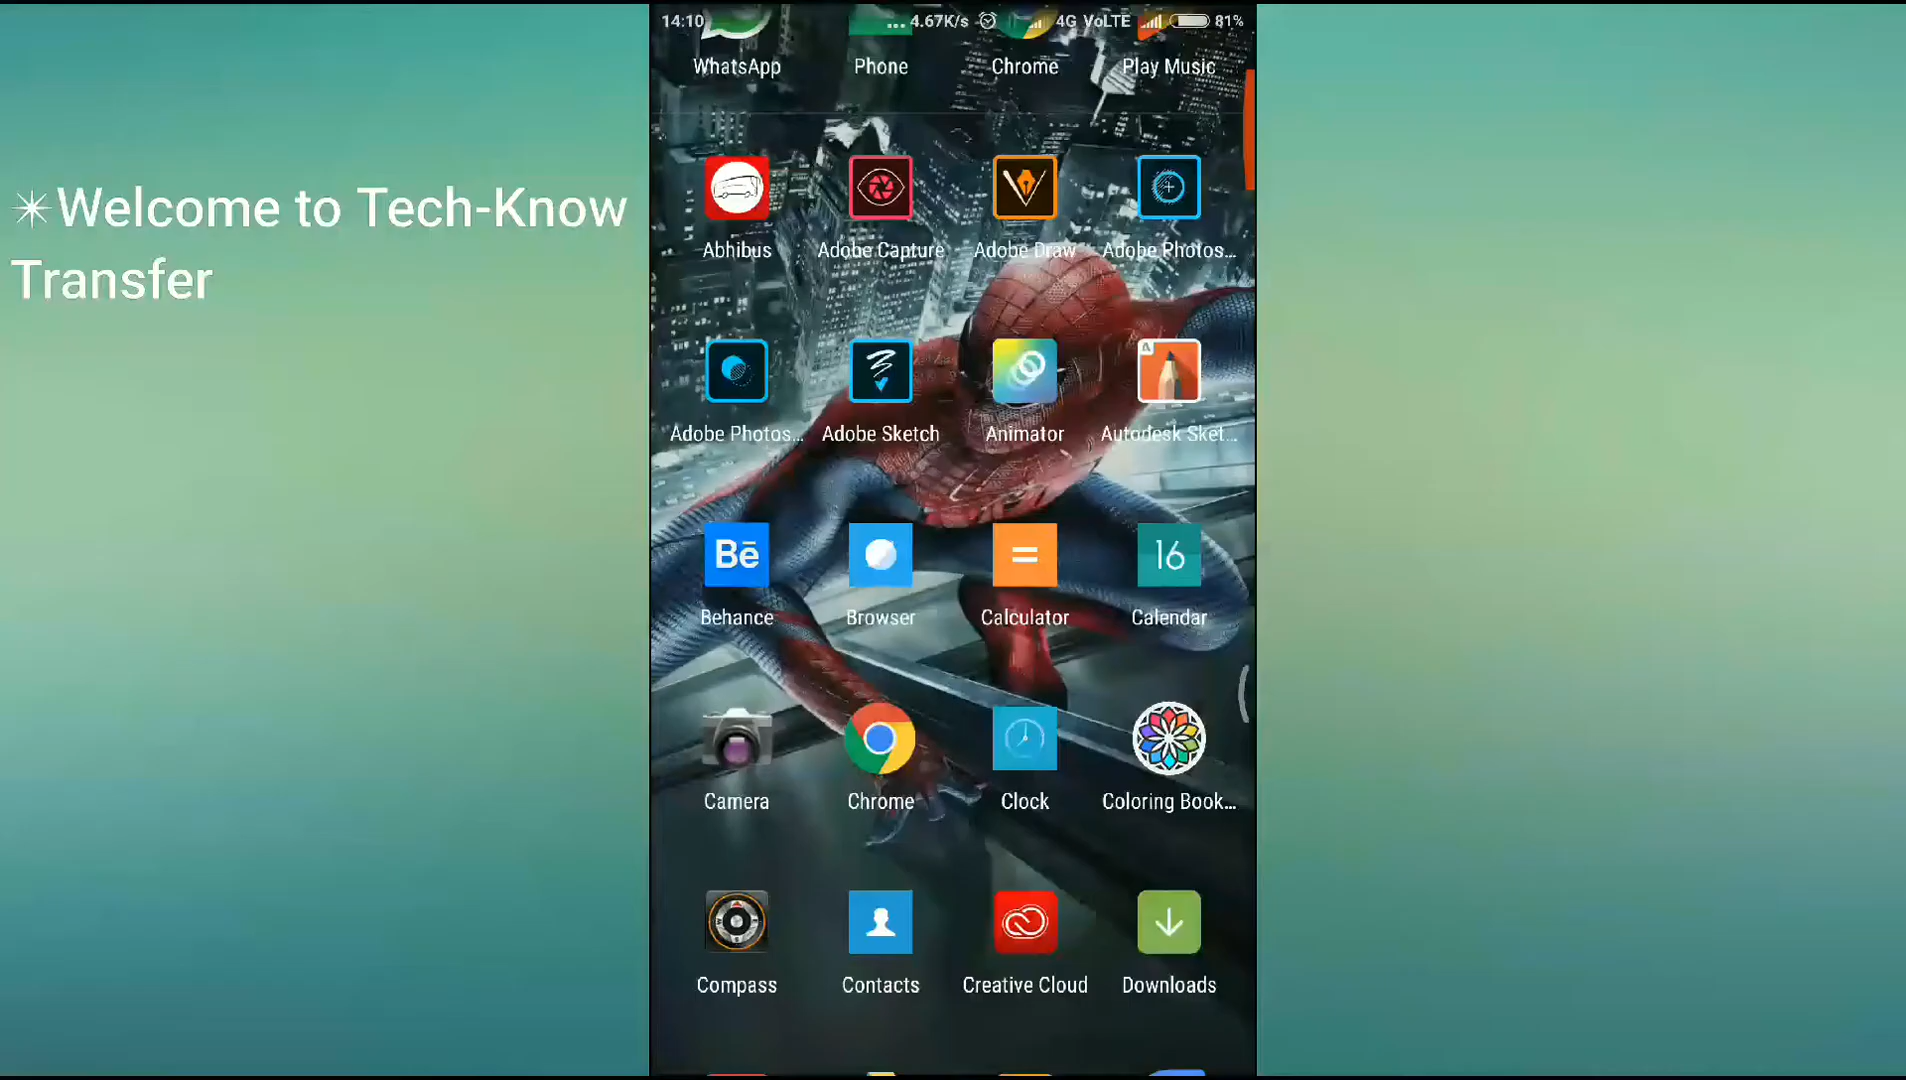 ✴Welcome to Tech-Know
Transfer
14:10 ... 4.67K/s 4G VoLTE 81%
WhatsApp Phone Chrome Play Music
Abhibus Adobe Capture Adobe Draw Adobe Photos...
Adobe Photos... Adobe Sketch Animator Autodesk Sket...
Bē 16
Behance Browser Calculator Calendar
Camera Chrome Clock Coloring Book...
Compass Contacts Creative Cloud Downloads